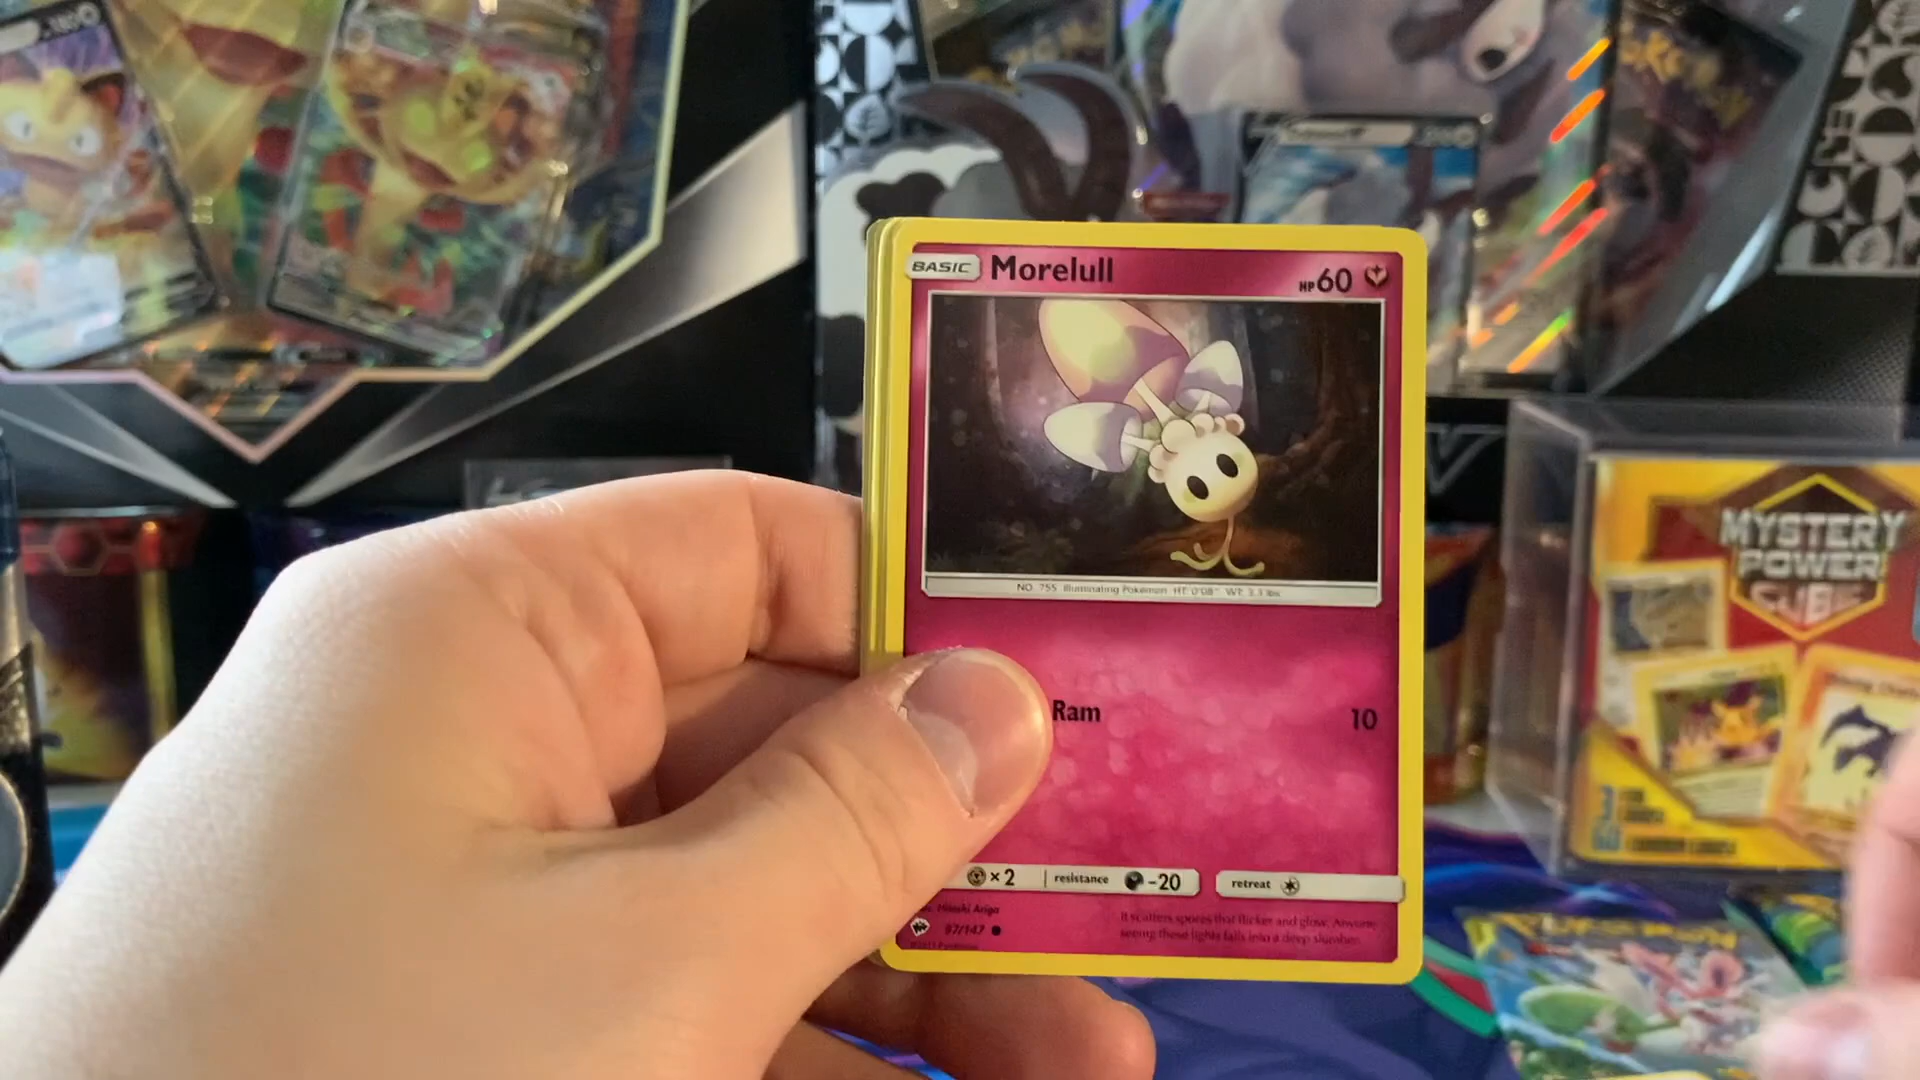 BASIC Morelull HP60
NO. 755 Illuminating Pokémon HT: 0'08" WT: 3.3 lbs.
Ram 10
×2 resistance -20 retreat
Hitoshi Ariga
97/147
It scatters spores that flicker and glow. Anyone
seeing these lights falls into a deep slumber.
MYSTERY
POWER
CUBE